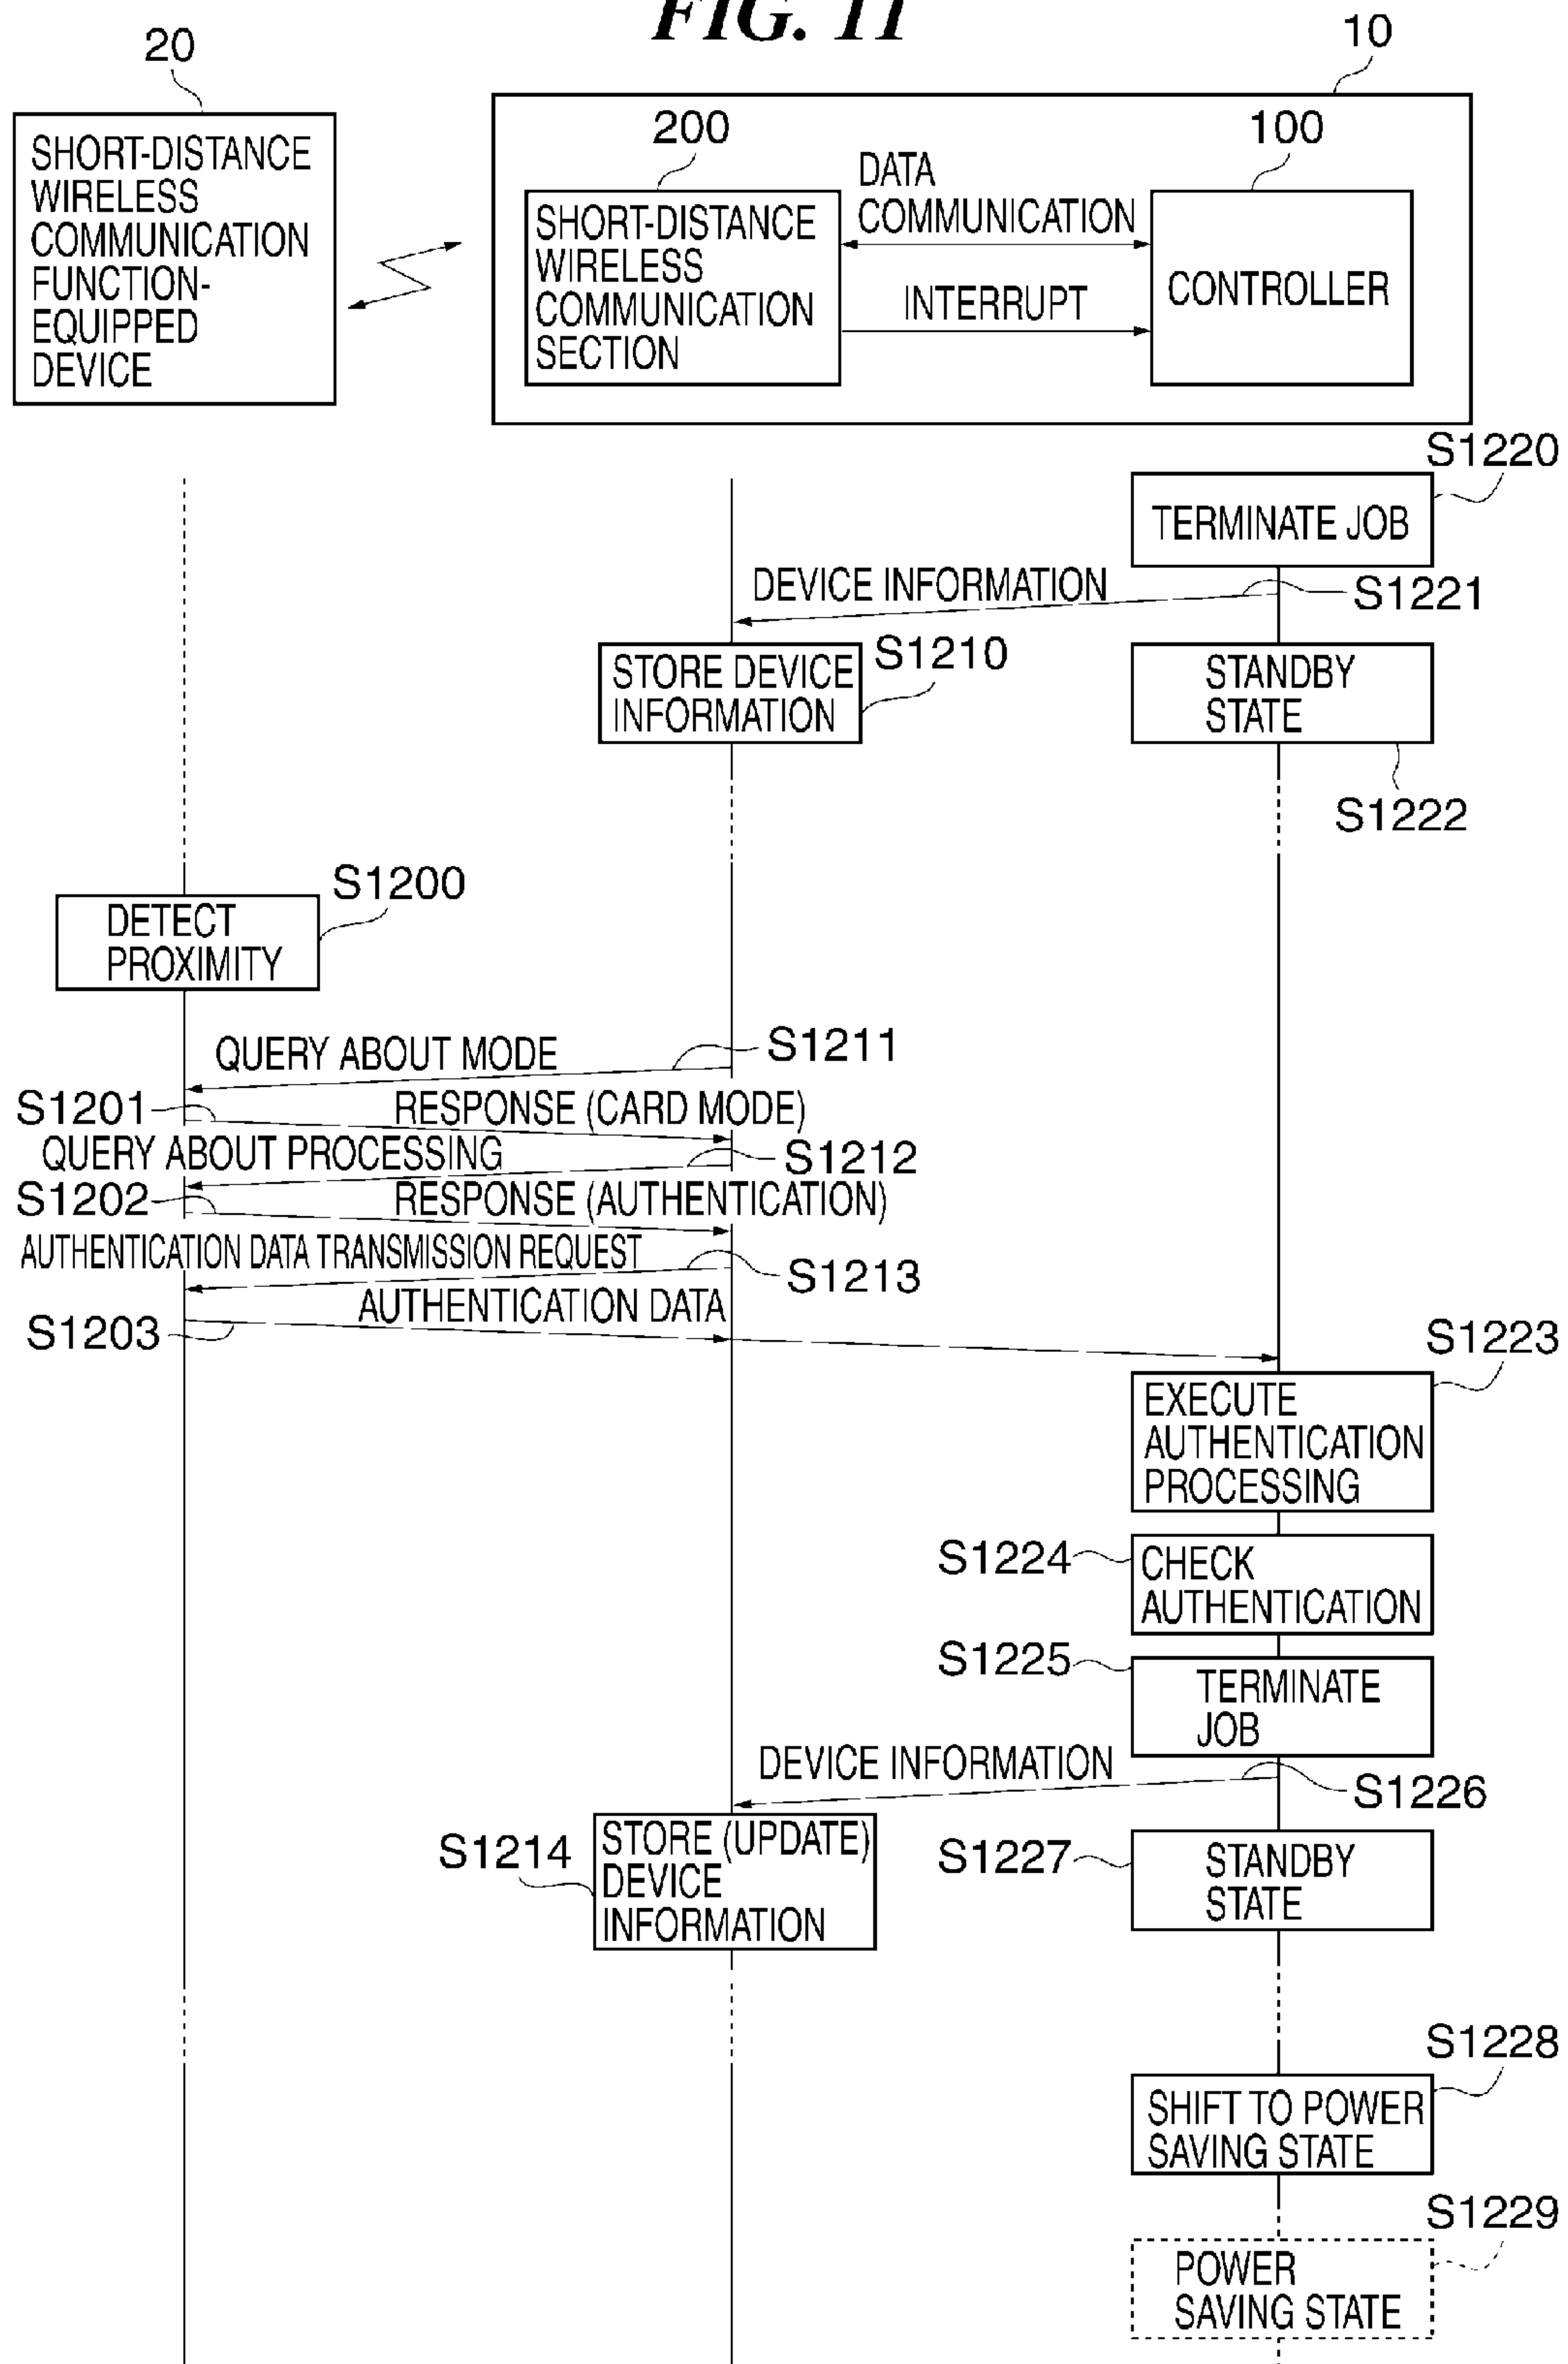 FIG. 11
20
10
SHORT-DISTANCE
WIRELESS
COMMUNICATION
FUNCTION-
EQUIPPED
DEVICE
200
100
SHORT-DISTANCE
WIRELESS
COMMUNICATION
SECTION
DATA
COMMUNICATION
INTERRUPT
CONTROLLER
S1220
TERMINATE JOB
DEVICE INFORMATION
S1221
STORE DEVICE
INFORMATION
S1210
STANDBY
STATE
S1222
S1200
DETECT
PROXIMITY
QUERY ABOUT MODE
S1211
S1201
RESPONSE (CARD MODE)
QUERY ABOUT PROCESSING
S1212
S1202
RESPONSE (AUTHENTICATION)
AUTHENTICATION DATA TRANSMISSION REQUEST
S1213
AUTHENTICATION DATA
S1203
S1223
EXECUTE
AUTHENTICATION
PROCESSING
S1224
CHECK
AUTHENTICATION
S1225
TERMINATE
JOB
DEVICE INFORMATION
S1226
S1214
STORE (UPDATE)
DEVICE
INFORMATION
S1227
STANDBY
STATE
S1228
SHIFT TO POWER
SAVING STATE
S1229
POWER
SAVING STATE